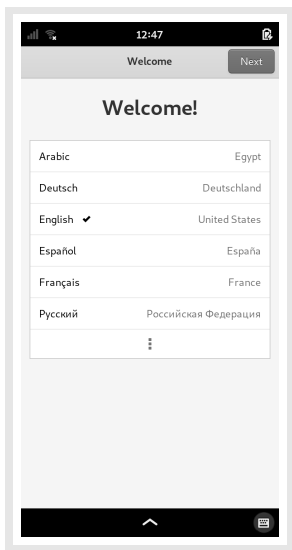 12:47
Welcome
Next
Welcome!
Arabic Egypt
Deutsch Deutschland
English ✔ United States
Español España
Français France
Русский Российская Федерация